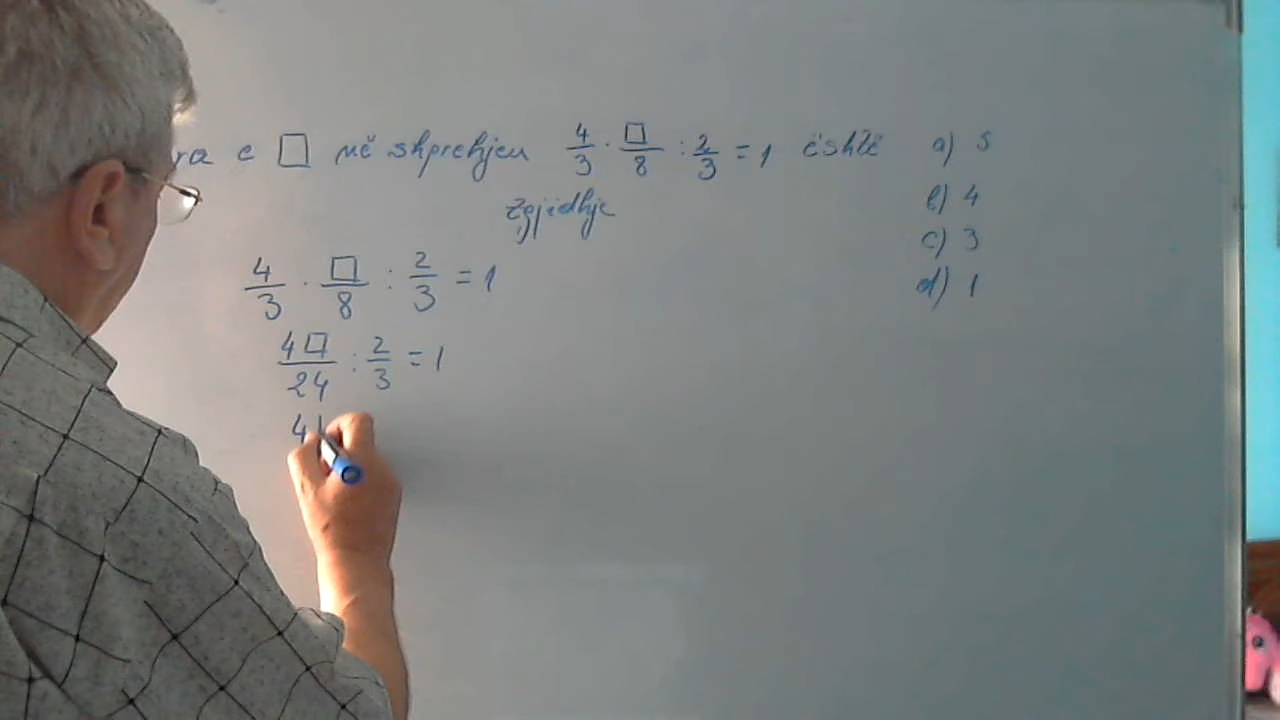 e □ në shprehjen 4/3 · □/8 : 2/3 = 1 është a) 5
b) 4
zgjidhje
c) 3
4/3 · □/8 : 2/3 = 1
d) 1
4□/24 : 2/3 = 1
4